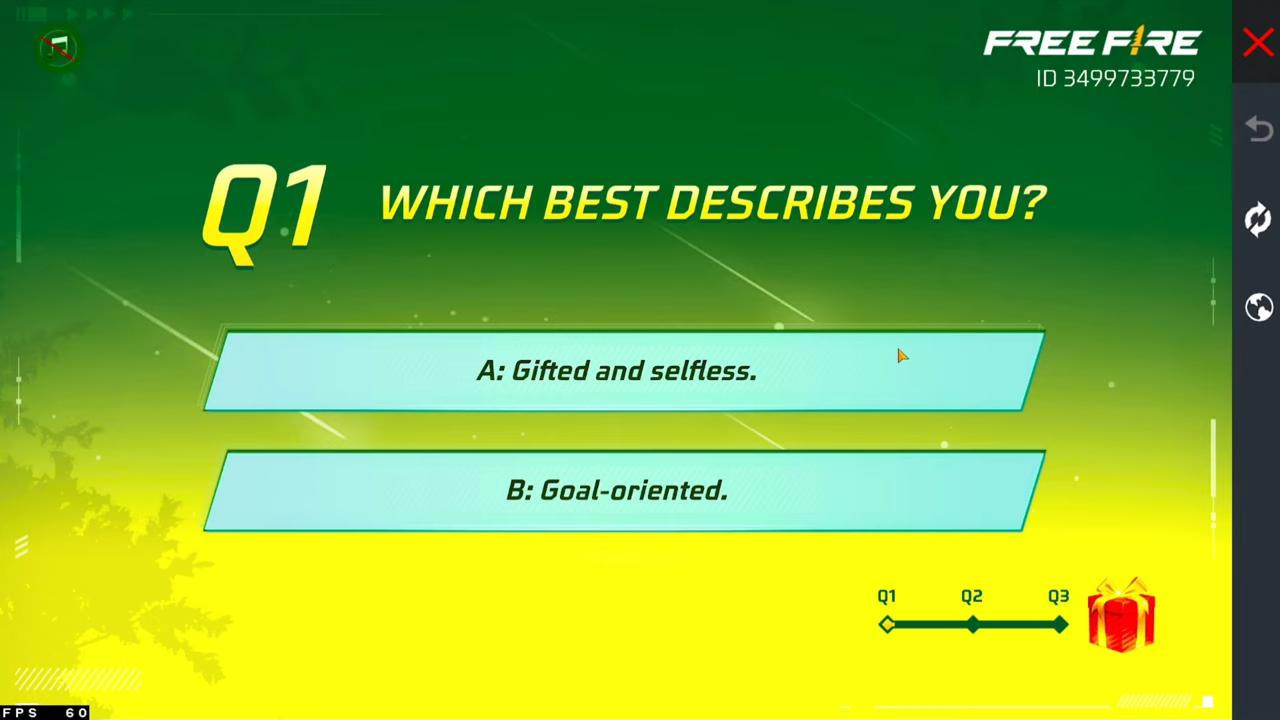 FREE FIRE
ID 3499733779
Q1
WHICH BEST DESCRIBES YOU?
A: Gifted and selfless.
B: Goal-oriented.
Q1 Q2 Q3
FPS 60